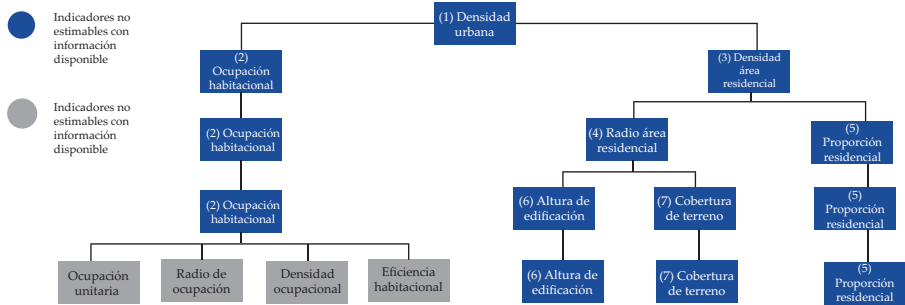 Indicadores no
estimables con
información
disponible
Indicadores no
estimables con
información
disponible
(1) Densidad
urbana
(2)
Ocupación
habitacional
(3) Densidad
área
residencial
(2) Ocupación
habitacional
(4) Radio área
residencial
(5)
Proporción
residencial
(2) Ocupación
habitacional
(6) Altura de
edificación
(7) Cobertura
de terreno
(5)
Proporción
residencial
Ocupación
unitaria
Radio de
ocupación
Densidad
ocupacional
Eficiencia
habitacional
(6) Altura de
edificación
(7) Cobertura
de terreno
(5)
Proporción
residencial